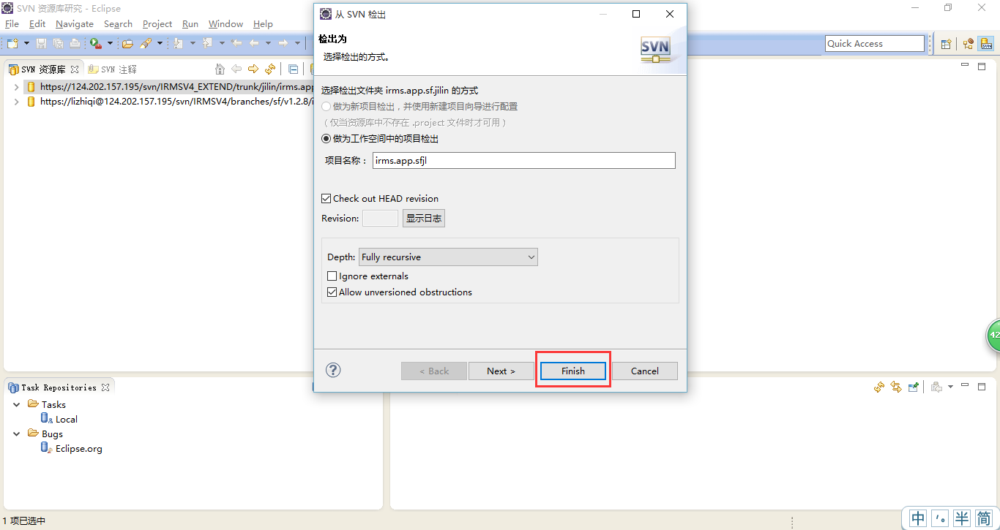 SVN 资源库研究 - Eclipse
File Edit Navigate Search Project Run Window Help
Quick Access
SVN 资源库 SVN 注释
https://124.202.157.195/svn/IRMSV4_EXTEND/trunk/jilin/irms.app
https://lizhiqi@124.202.157.195/svn/IRMSV4/branches/sf/v1.2.8/i
从 SVN 检出
检出为
选择检出的方式。
SVN
选择检出文件夹 irms.app.sf.jilin 的方式
做为新项目检出，并使用新建项目向导进行配置
（仅当资源库中不存在 .project 文件时才可用）
做为工作空间中的项目检出
项目名称： irms.app.sfjl
Check out HEAD revision
Revision: 显示日志
Depth: Fully recursive
Ignore externals
Allow unversioned obstructions
? < Back Next > Finish Cancel
42
Task Repositories
Tasks
Local
Bugs
Eclipse.org
1 项已选中
中 ’。 半 简